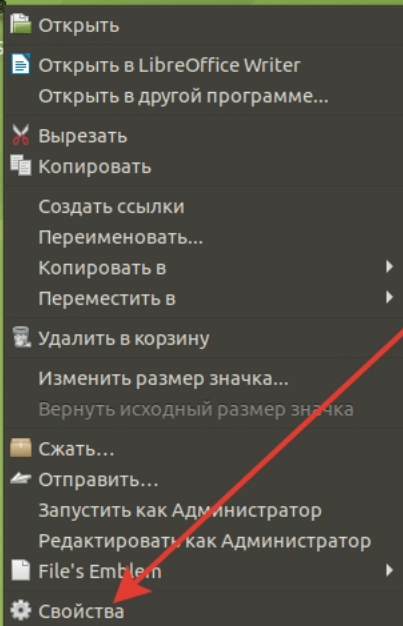 Открыть
Открыть в LibreOffice Writer
Открыть в другой программе...
Вырезать
Копировать
Создать ссылки
Переименовать...
Копировать в
Переместить в
Удалить в корзину
Изменить размер значка...
Вернуть исходный размер значка
Сжать...
Отправить...
Запустить как Администратор
Редактировать как Администратор
File's Emblem
Свойства